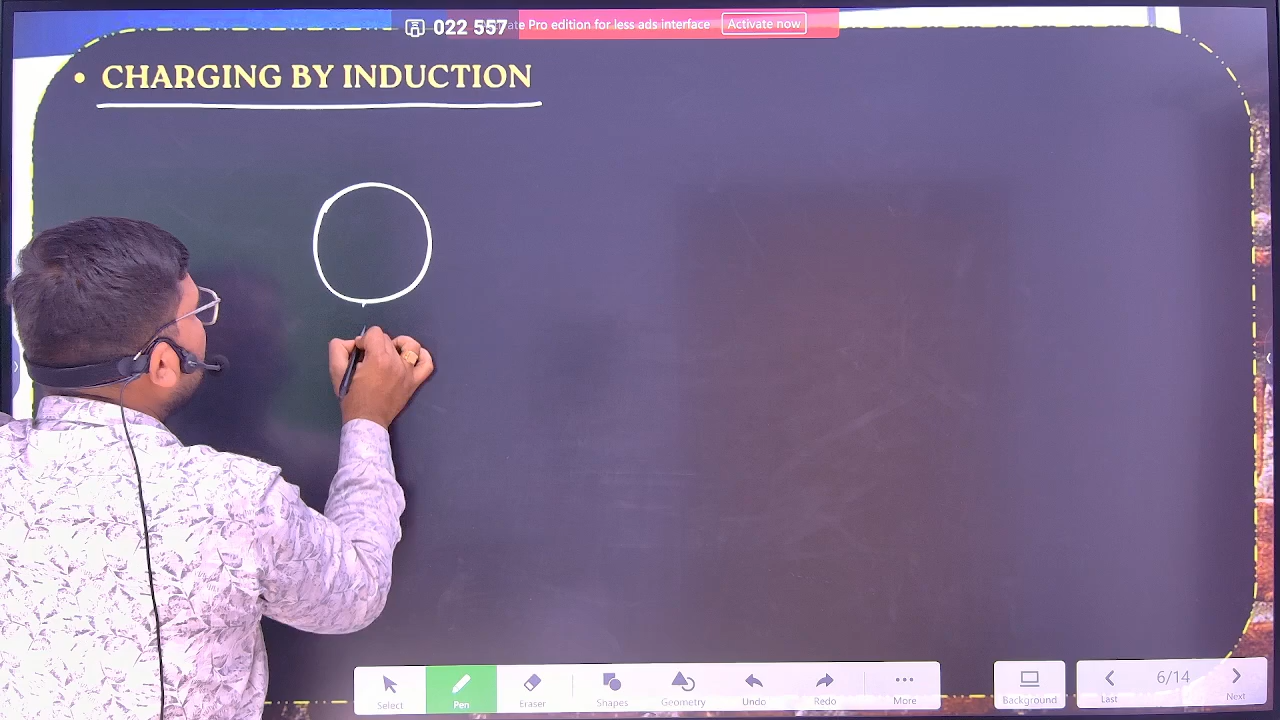 022 557
ate Pro edition for less ads interface Activate now
• CHARGING BY INDUCTION
Select Pen Eraser Shapes Geometry Undo Redo More
Background
Last 6/14 Next